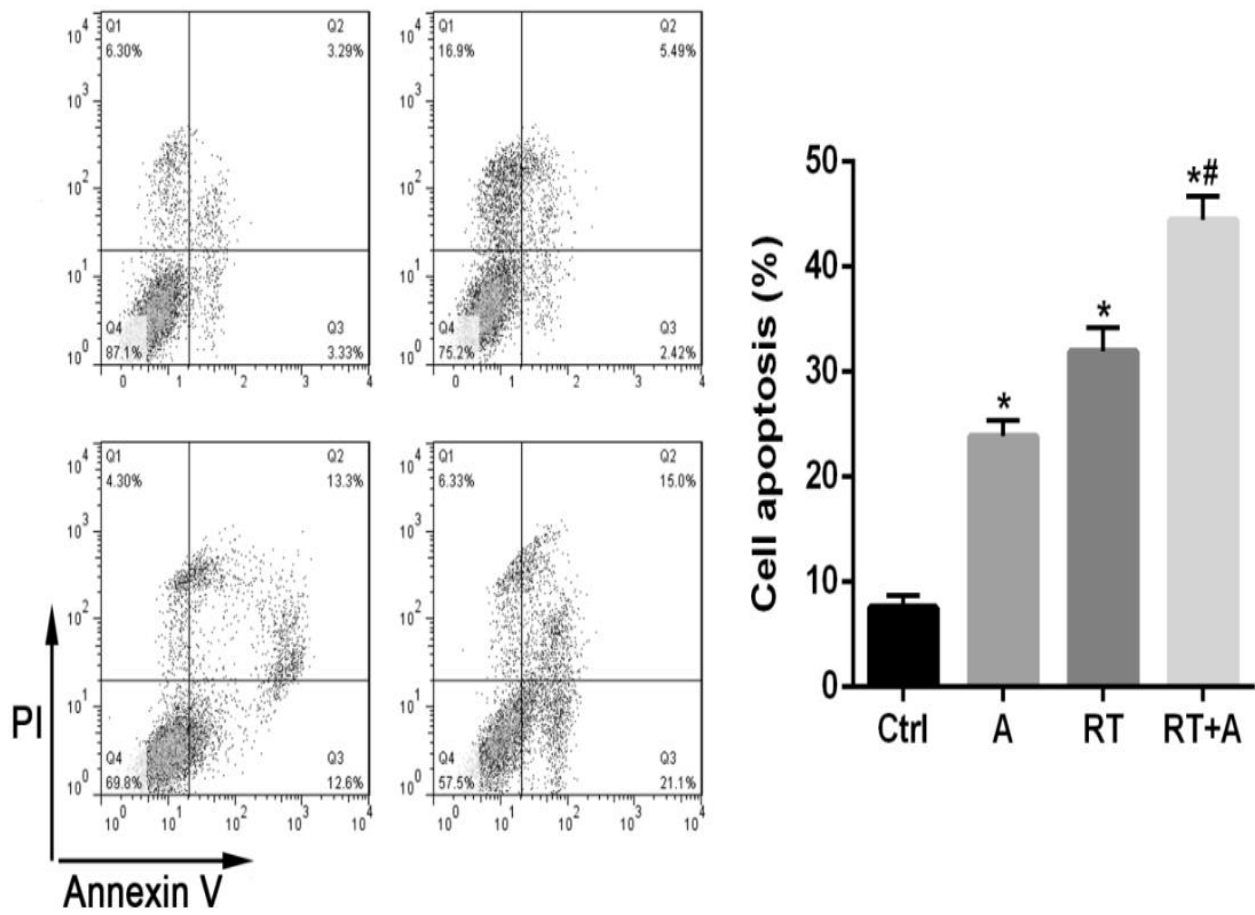 Q1
6.30%
Q2
3.29%
10^4
10^3
10^2
10^1
10^0
Q4
87.1%
Q3
3.33%
0 1 2 3 4
Q1
16.9%
Q2
5.49%
10^4
10^3
10^2
10^1
10^0
Q4
75.2%
Q3
2.42%
0 1 2 3 4
Q1
4.30%
Q2
13.3%
10^4
10^3
10^2
10^1
10^0
Q4
69.8%
Q3
12.6%
10^0 10^1 10^2 10^3 10^4
Q1
6.33%
Q2
15.0%
10^4
10^3
10^2
10^1
10^0
Q4
57.5%
Q3
21.1%
10^0 10^1 10^2 10^3 10^4
PI
Annexin V
Cell apoptosis (%)
50
40
30
20
10
0
*
*
*#
Ctrl A RT RT+A